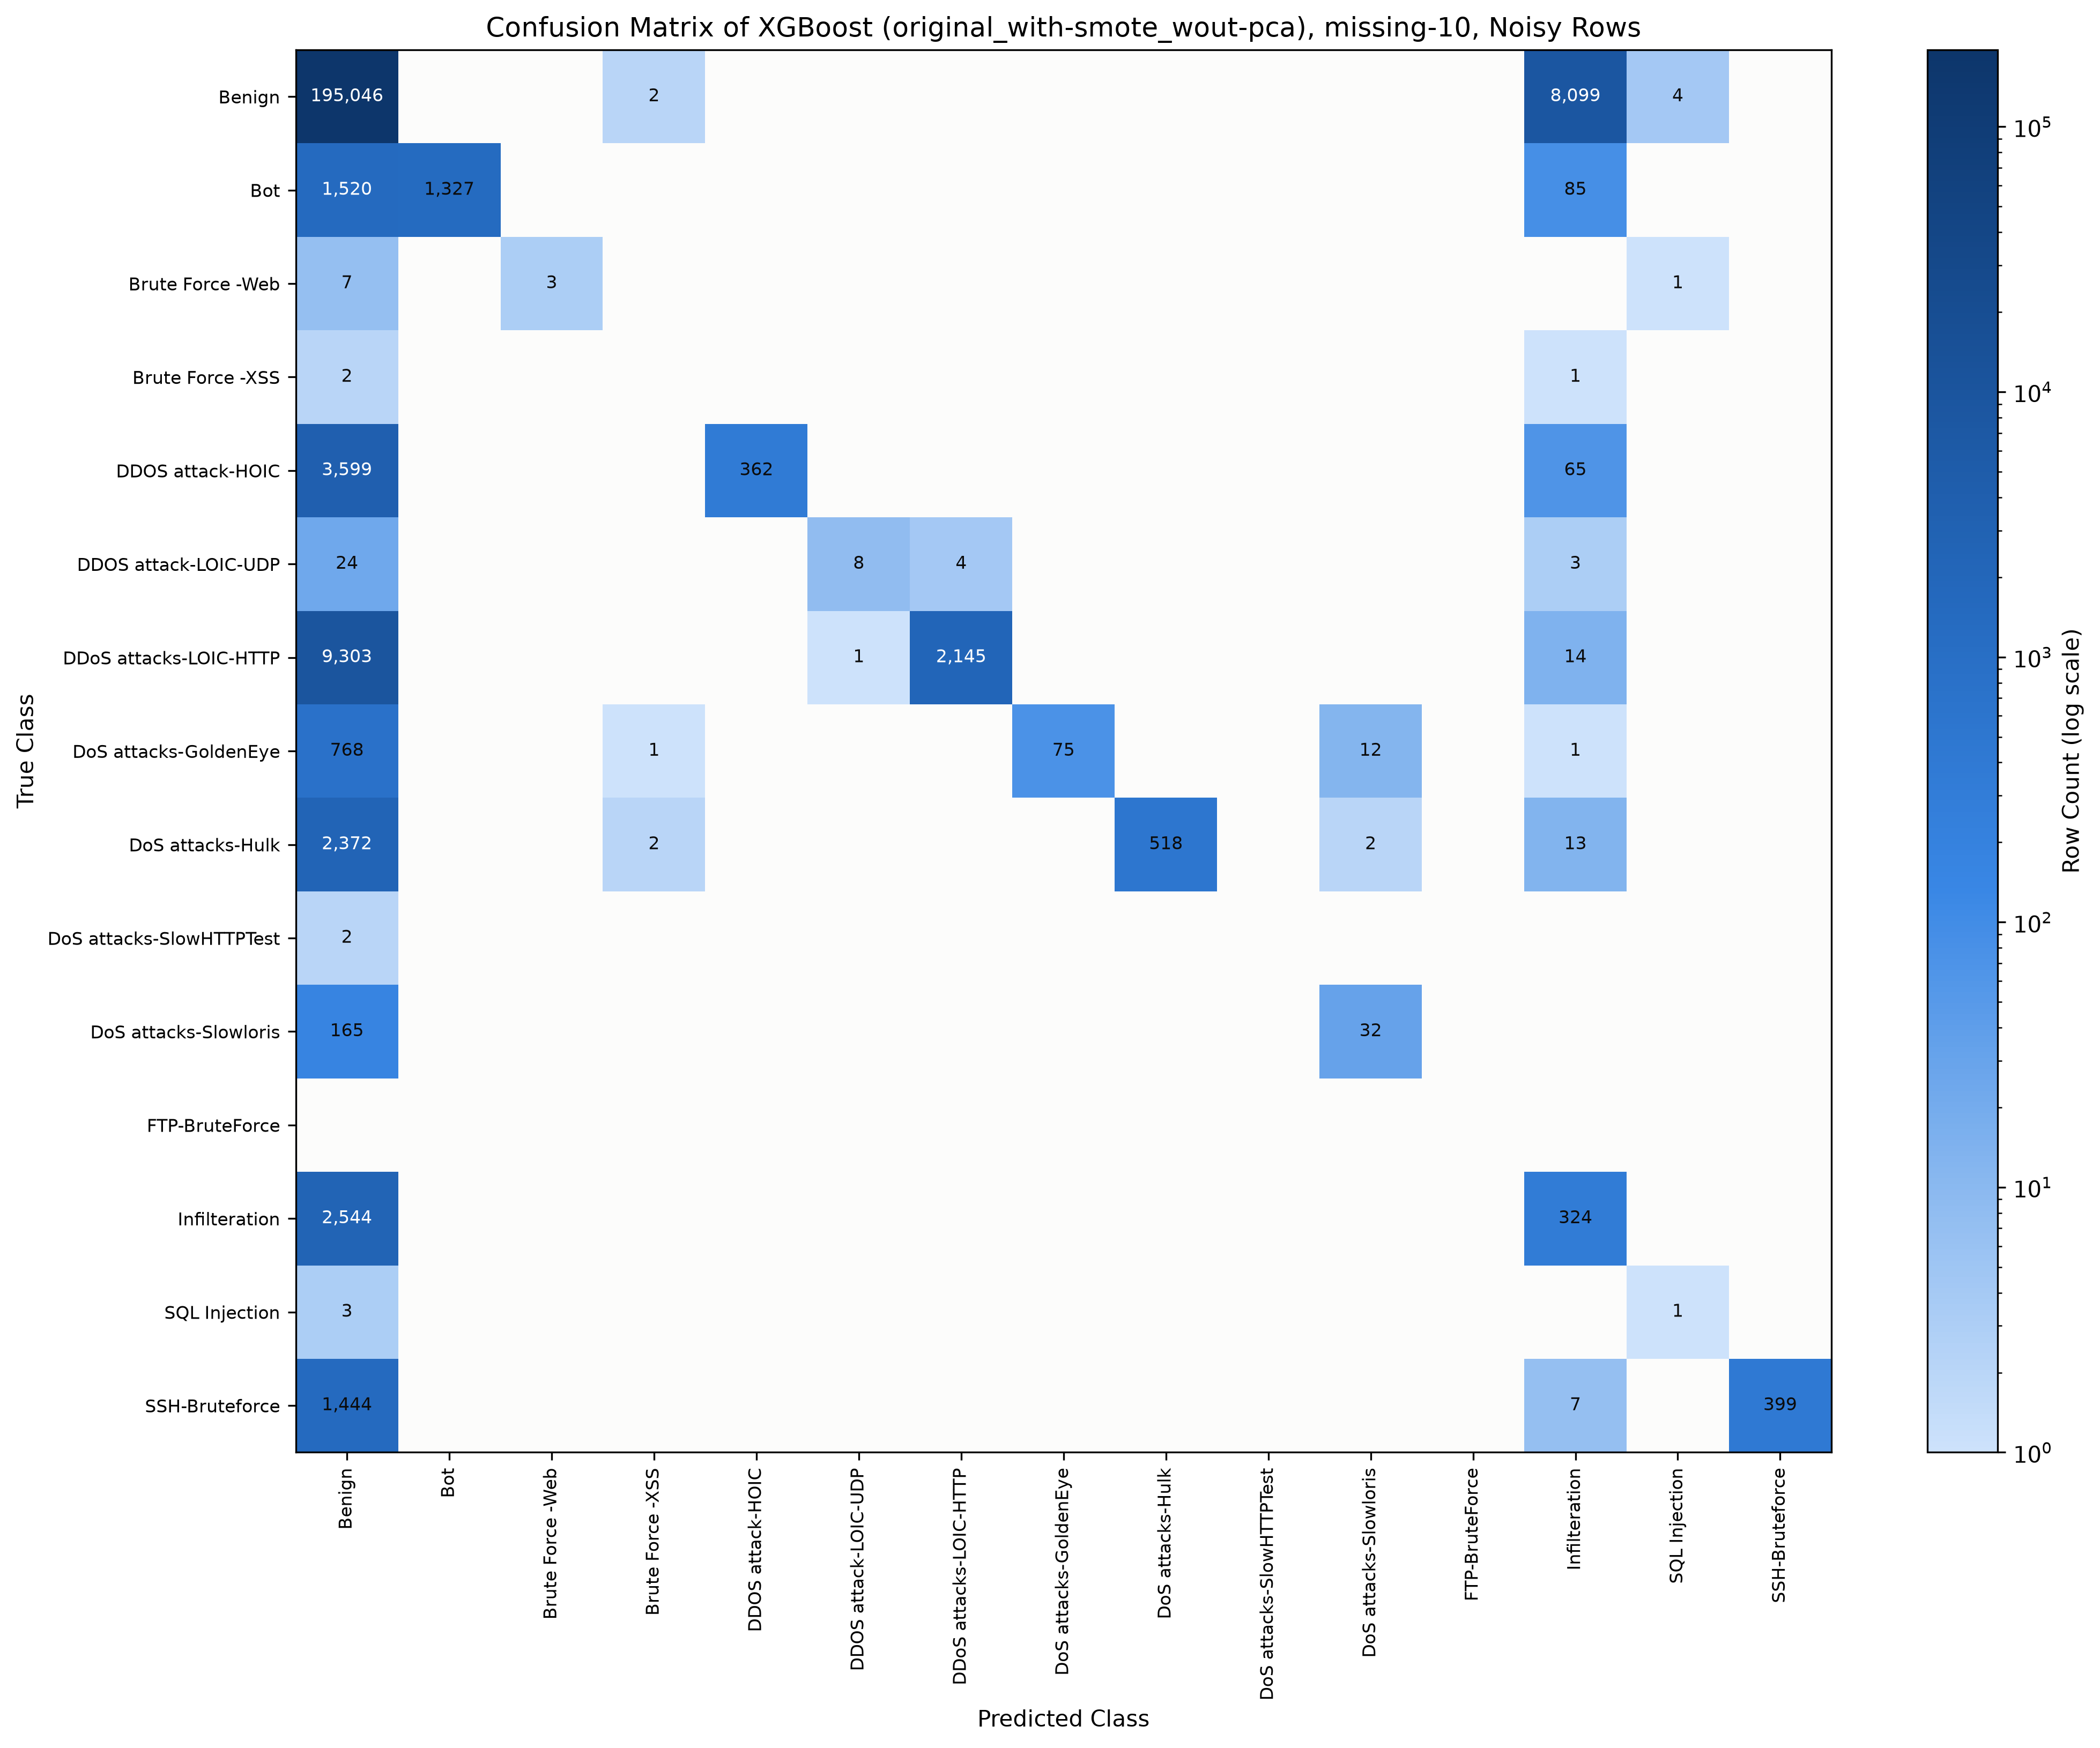 Confusion Matrix of XGBoost (original_with-smote_wout-pca), missing-10, Noisy Rows
True Class
Benign 195,046 2 8,099 4
Bot 1,520 1,327 85
Brute Force -Web 7 3 1
Brute Force -XSS 2 1
DDOS attack-HOIC 3,599 362 65
DDOS attack-LOIC-UDP 24 8 4 3
DDoS attacks-LOIC-HTTP 9,303 1 2,145 14
DoS attacks-GoldenEye 768 1 75 12 1
DoS attacks-Hulk 2,372 2 518 2 13
DoS attacks-SlowHTTPTest 2
DoS attacks-Slowloris 165 32
FTP-BruteForce
Infilteration 2,544 324
SQL Injection 3 1
SSH-Bruteforce 1,444 7 399
Benign
Bot
Brute Force -Web
Brute Force -XSS
DDOS attack-HOIC
DDOS attack-LOIC-UDP
DDoS attacks-LOIC-HTTP
DoS attacks-GoldenEye
DoS attacks-Hulk
DoS attacks-SlowHTTPTest
DoS attacks-Slowloris
FTP-BruteForce
Infilteration
SQL Injection
SSH-Bruteforce
Predicted Class
10⁵
10⁴
10³
10²
10¹
10⁰
Row Count (log scale)